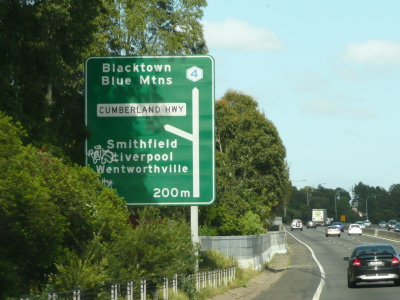 Blacktown
Blue Mtns
4
CUMBERLAND HWY
Smithfield
Liverpool
Wentworthville
200m